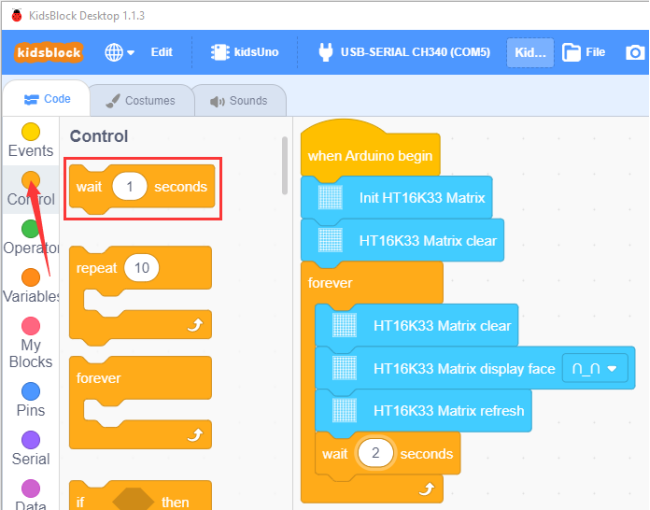 KidsBlock Desktop 1.1.3
kidsblock Edit kidsUno USB-SERIAL CH340 (COM5) Kid... File
Code Costumes Sounds
Events
Control
Operator
Variables
My
Blocks
Pins
Serial
Data
Control
wait 1 seconds
repeat 10
forever
if then
when Arduino begin
Init HT16K33 Matrix
HT16K33 Matrix clear
forever
HT16K33 Matrix clear
HT16K33 Matrix display face ∩_∩
HT16K33 Matrix refresh
wait 2 seconds